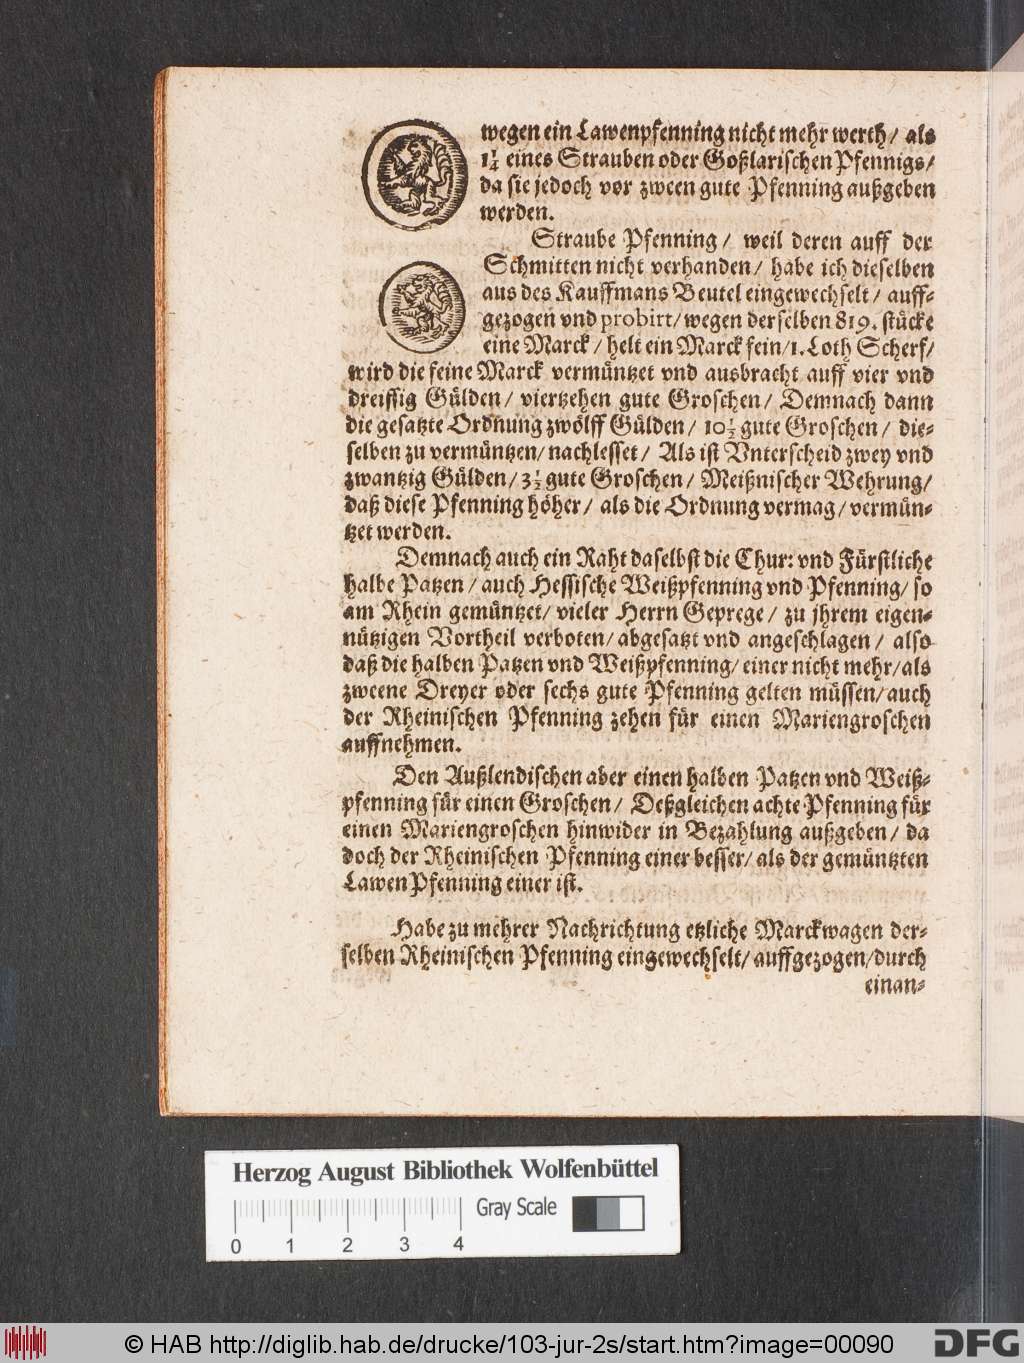 wegen ein Lawenpfenning nicht mehr werth / als
1¼ eines Strauben oder Goßlarischen Pfennigs /
da sie jedoch vor zween gute Pfenning außgeben
werden.
Straube Pfenning / weil deren auff der
Schmitten nicht verhanden / habe ich dieselben
aus des Kauffmans Beutel eingewechselt / auff-
gezogen vnd probirt / wegen derselben 819. stücke
eine Marck / helt ein Marck fein / 1. Loth Scherf /
wird die feine Marck vermüntzet vnd ausbracht auff vier vnd
dreissig Gülden / viertzehen gute Groschen / Demnach dann
die gesatzte Ordnung zwölff Gülden / 10½ gute Groschen / die-
selben zu vermüntzen / nachlesset / Als ist Vnterscheid zwey vnd
zwantzig Gülden / 3½ gute Groschen / Meißnischer Wehrung /
daß diese Pfenning höher / als die Ordnung vermag / vermün-
tzet werden.
Demnach auch ein Raht daselbst die Chur: vnd Fürstliche
halbe Patzen / auch Hessische Weißpfenning vnd Pfenning / so
am Rhein gemüntzet / vieler Herrn Geprege / zu jhrem eigen-
nützigen Vortheil verboten / abgesatzt vnd angeschlagen / also
daß die halben Patzen vnd Weißpfenning / einer nicht mehr / als
zweene Dreyer oder sechs gute Pfenning gelten müssen / auch
der Rheinischen Pfenning zehen für einen Mariengroschen
auffnehmen.
Den Außlendischen aber einen halben Patzen vnd Weiß-
pfenning für einen Groschen / Deßgleichen achte Pfenning für
einen Mariengroschen hinwider in Bezahlung außgeben / da
doch der Rheinischen Pfenning einer besser / als der gemüntzten
Lawen Pfenning einer ist.
Habe zu mehrer Nachrichtung etzliche Marckwagen der-
selben Rheinischen Pfenning eingewechselt / auffgezogen / durch
einan-
Herzog August Bibliothek Wolfenbüttel
Gray Scale
0 1 2 3 4
© HAB http://diglib.hab.de/drucke/103-jur-2s/start.htm?image=00090
DFG